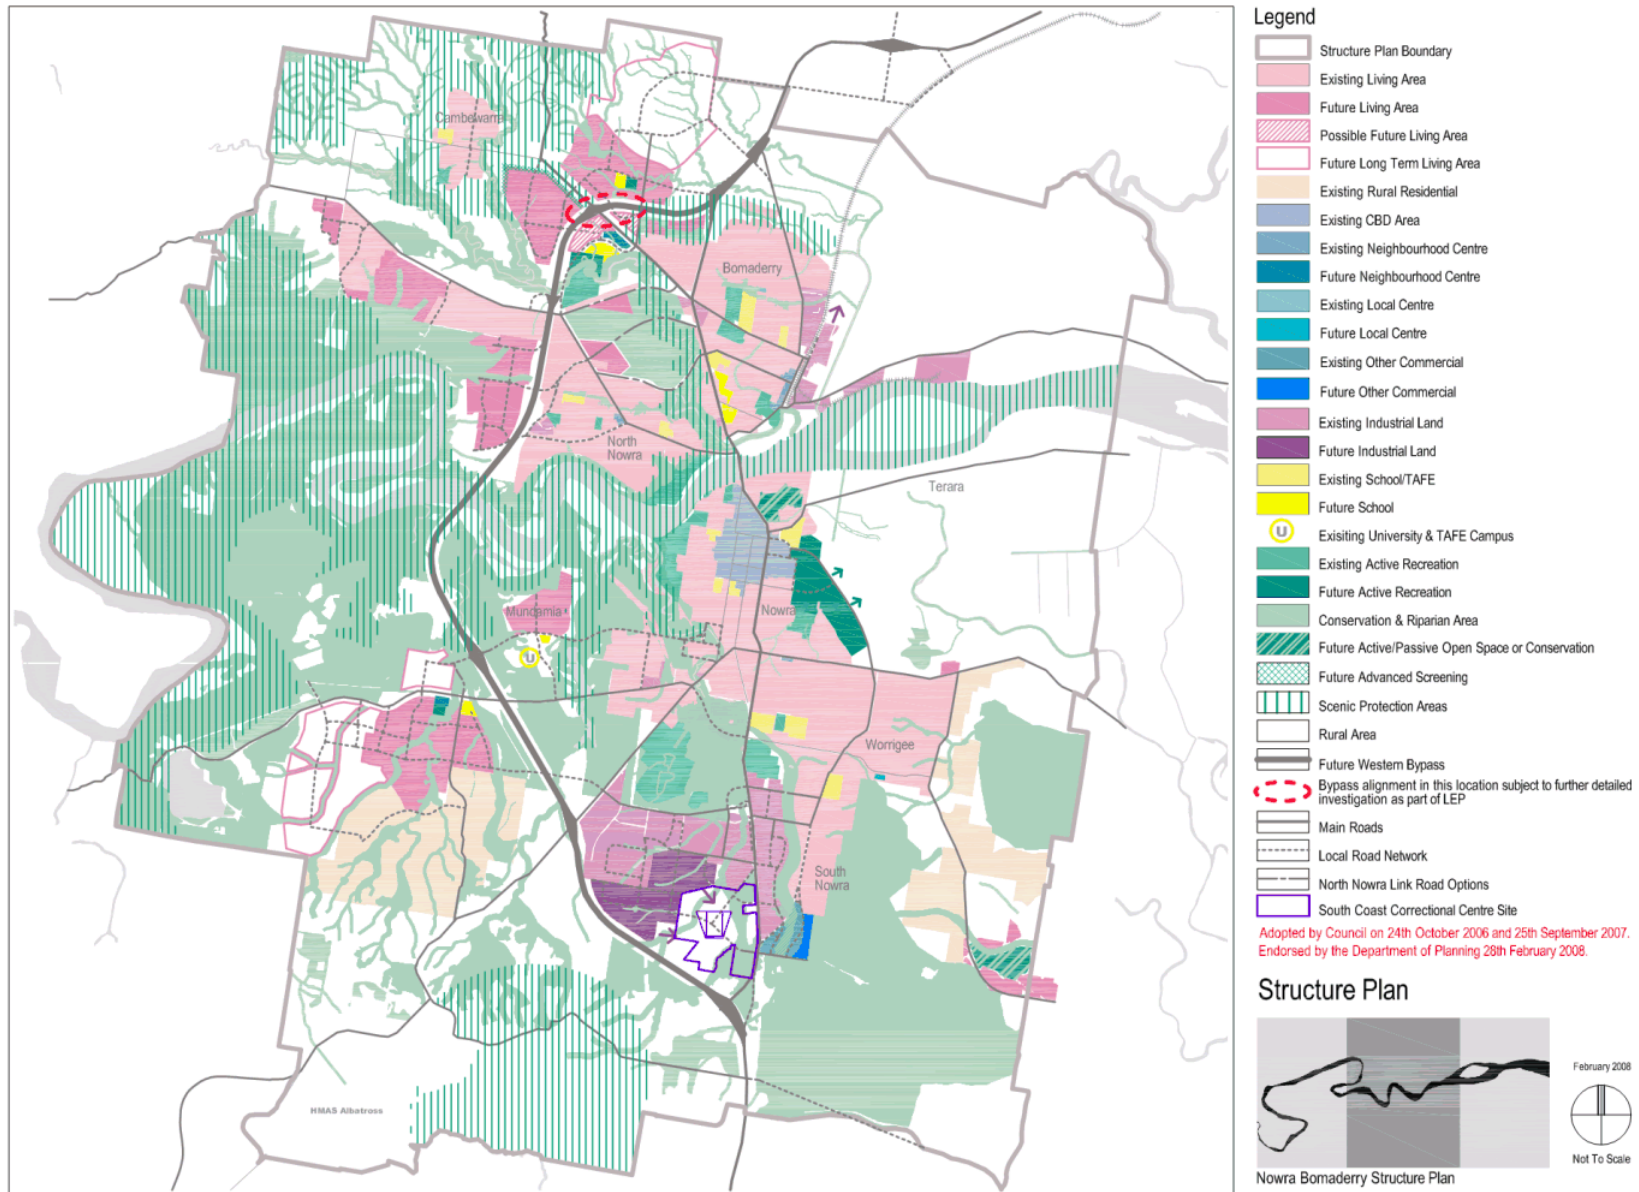 Legend
Structure Plan Boundary
Existing Living Area
Future Living Area
Possible Future Living Area
Future Long Term Living Area
Existing Rural Residential
Existing CBD Area
Existing Neighbourhood Centre
Future Neighbourhood Centre
Existing Local Centre
Future Local Centre
Existing Other Commercial
Future Other Commercial
Existing Industrial Land
Future Industrial Land
Existing School/TAFE
Future School
U
Exisiting University & TAFE Campus
Existing Active Recreation
Future Active Recreation
Conservation & Riparian Area
Future Active/Passive Open Space or Conservation
Future Advanced Screening
Scenic Protection Areas
Rural Area
Future Western Bypass
Bypass alignment in this location subject to further detailed
investigation as part of LEP
Main Roads
Local Road Network
North Nowra Link Road Options
South Coast Correctional Centre Site
Adopted by Council on 24th October 2006 and 25th September 2007.
Endorsed by the Department of Planning 28th February 2008.
Structure Plan
February 2008
Not To Scale
Nowra Bomaderry Structure Plan
Cambewarra
Bomaderry
North
Nowra
Terara
Mundamia
Nowra
U
Worrigee
South
Nowra
HMAS Albatross